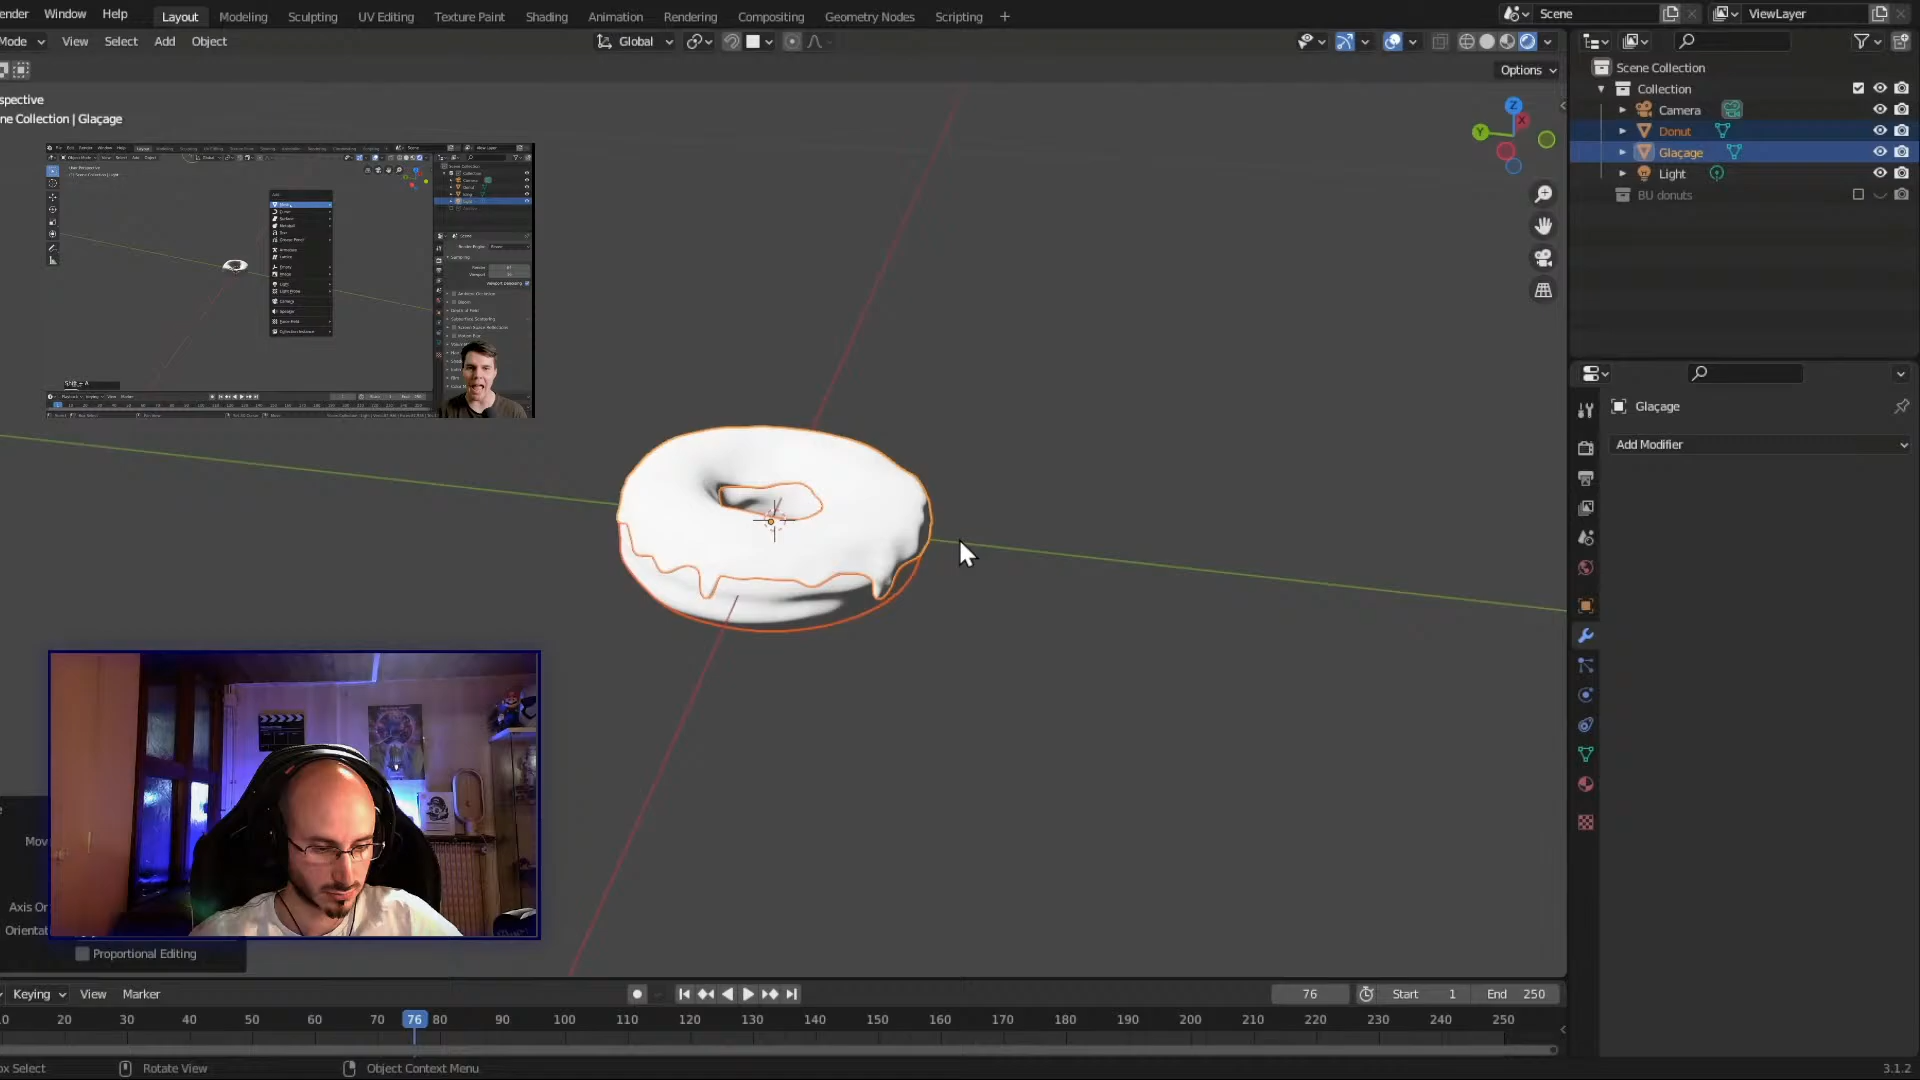 ender Window Help Layout Modeling Sculpting UV Editing Texture Paint Shading Animation Rendering Compositing Geometry Nodes Scripting + Scene ViewLayer
Mode View Select Add Object Global
Options
spective
ne Collection | Glaçage
Scene Collection
Collection
Camera
Donut
Glaçage
Light
BU donuts
Z
X
Y
Shift + A
Glaçage
Add Modifier
Mov
Axis Or
Orientat
Proportional Editing
Keying View Marker 76 Start 1 End 250
20 30 40 50 60 70 76 80 90 100 110 120 130 140 150 160 170 180 190 200 210 220 230 240 250
ox Select Rotate View Object Context Menu 3.1.2